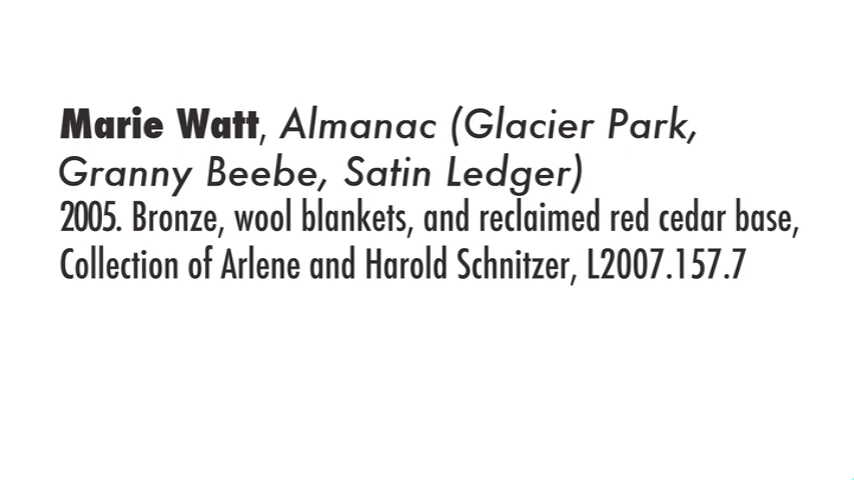 Marie Watt, Almanac (Glacier Park,
Granny Beebe, Satin Ledger)
2005. Bronze, wool blankets, and reclaimed red cedar base,
Collection of Arlene and Harold Schnitzer, L2007.157.7